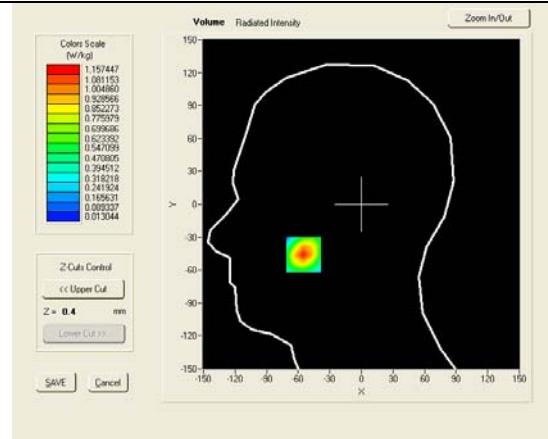 Volume Radiated Intensity
Zoom In/Out
Colors Scale
(W/kg)
1.157447
1.081153
1.004860
0.928566
0.852273
0.775979
0.699686
0.623392
0.547099
0.470805
0.394512
0.318218
0.241924
0.165631
0.089337
0.013044
Z-Cuts Control
<< Upper Cut
Z = 0.4 mm
Lower Cut >>
SAVE
Cancel
150
120
90
60
30
0
-30
-60
-90
-120
-150
Y
-150 -120 -90 -60 -30 0 30 60 90 120 150
X